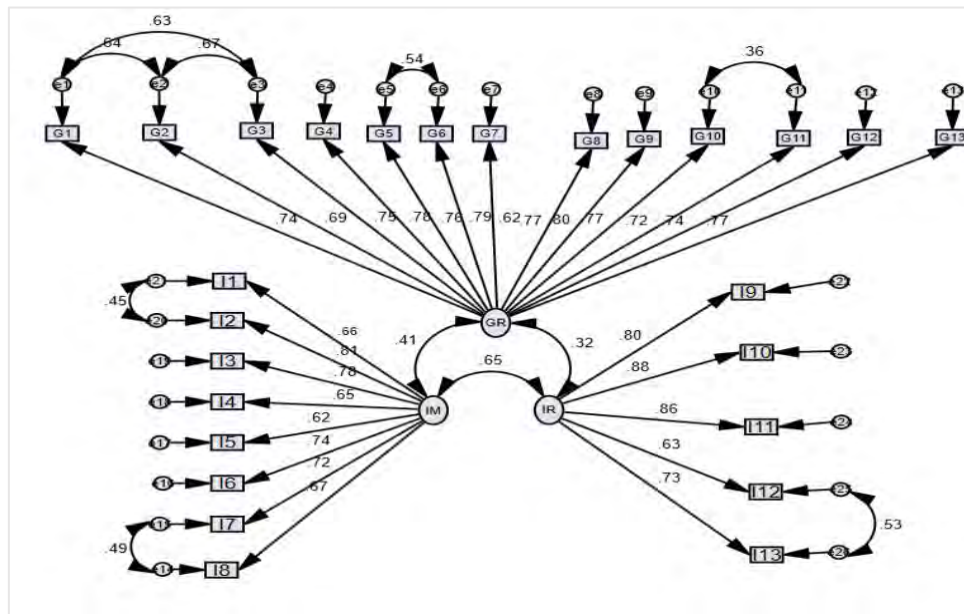 .63
.64 .67 .54 .36
e1 e2 e3 e4 e5 e6 e7 e8 e9 e10 e11 e12 e13
G1 G2 G3 G4 G5 G6 G7 G8 G9 G10 G11 G12 G13
.74 .69 .75 .78 .76 .79 .62 .77 .80 .77 .72 .74 .77
I1 I9
.45 I2 GR
.66 .80
.41 .32
.81
I3 .78 .65 I10
.88
I4 .65 IM IR
.62 .86
I5 I11
.74
.63
I6 .72
.67 .73 I12
I7
.49 .53
I8 I13